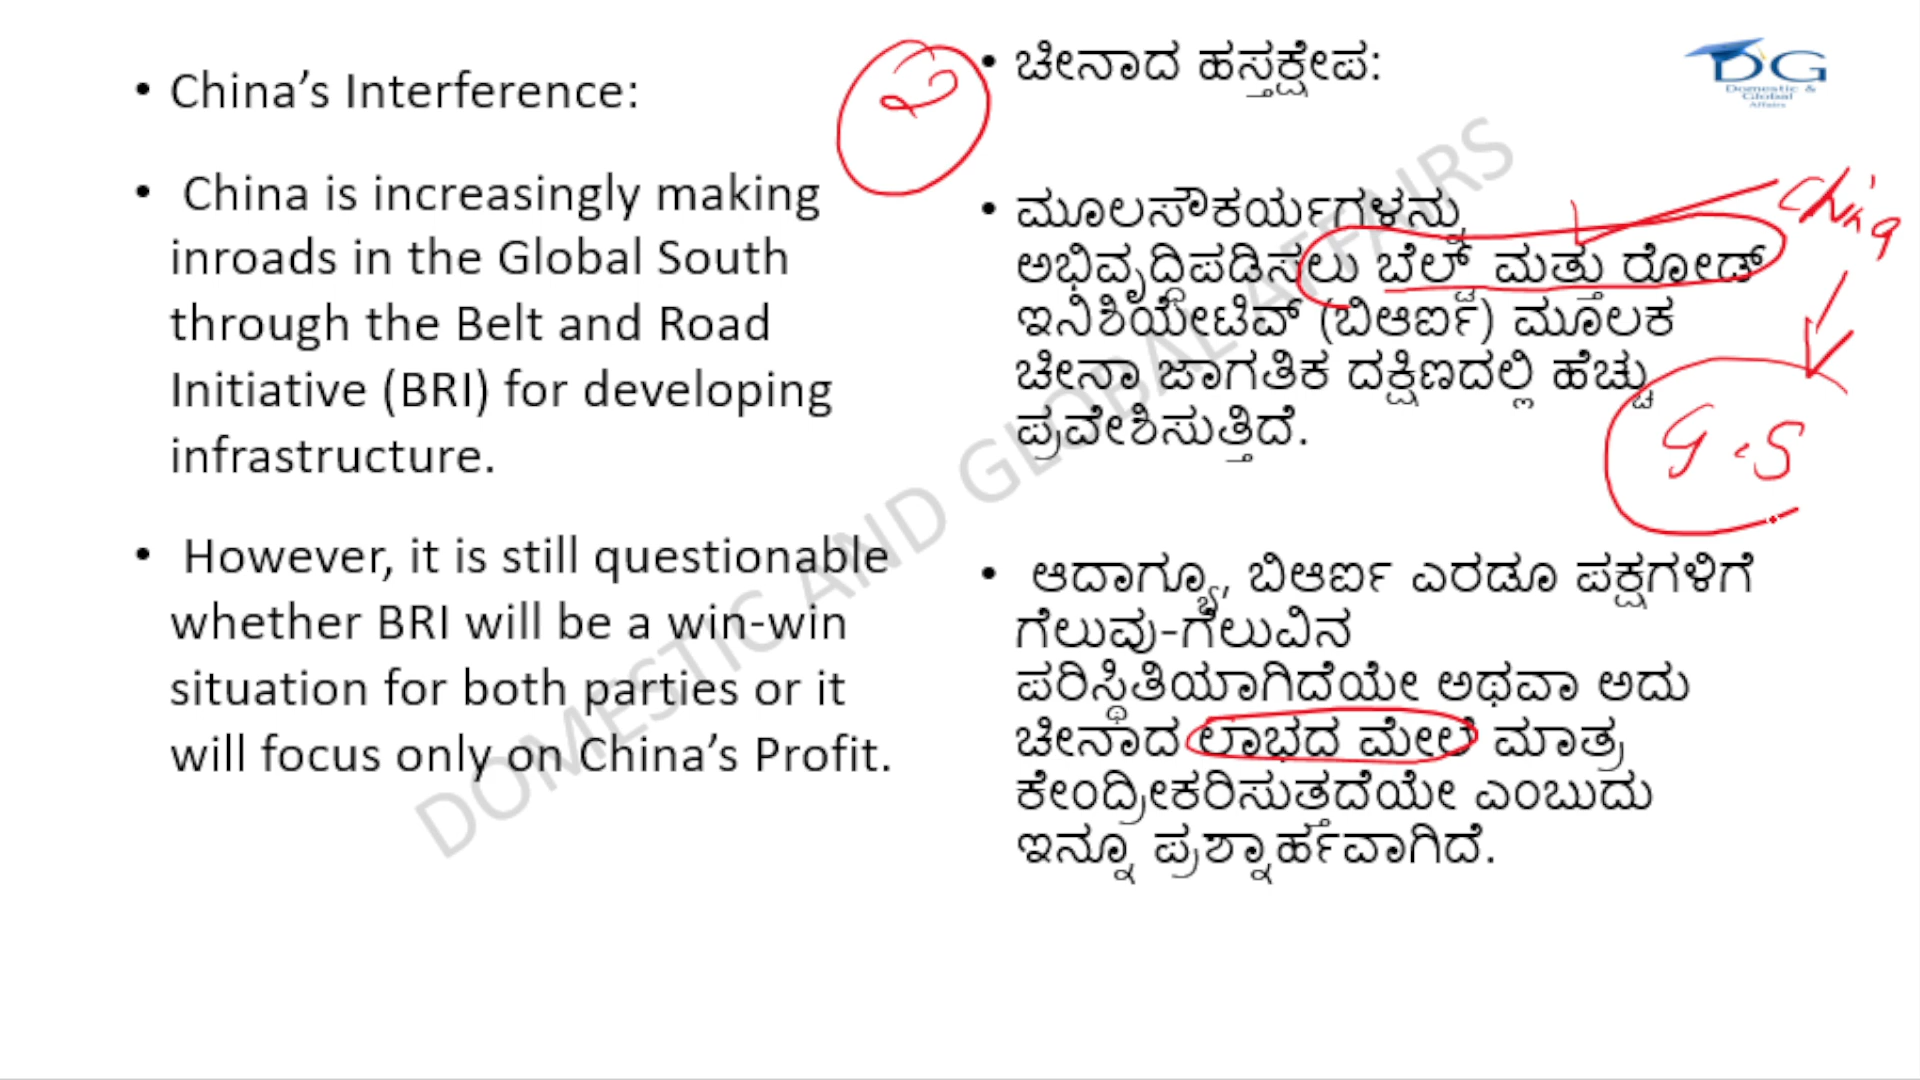 • China’s Interference:
• China is increasingly making
inroads in the Global South
through the Belt and Road
Initiative (BRI) for developing
infrastructure.
• However, it is still questionable
whether BRI will be a win-win
situation for both parties or it
will focus only on China’s Profit.
• ಚೀನಾದ ಹಸ್ತಕ್ಷೇಪ:
• ಮೂಲಸೌಕರ್ಯಗಳನ್ನು
ಅಭಿವೃದ್ಧಿಪಡಿಸಲು ಬೆಲ್ಟ್ ಮತ್ತು ರೋಡ್
ಇನಿಶಿಯೇಟಿವ್ (ಬಿಆರ್ಐ) ಮೂಲಕ
ಚೀನಾ ಜಾಗತಿಕ ದಕ್ಷಿಣದಲ್ಲಿ ಹೆಚ್ಚು
ಪ್ರವೇಶಿಸುತ್ತಿದೆ.
• ಆದಾಗ್ಯೂ, ಬಿಆರ್ಐ ಎರಡೂ ಪಕ್ಷಗಳಿಗೆ
ಗೆಲುವು-ಗೆಲುವಿನ
ಪರಿಸ್ಥಿತಿಯಾಗಿದೆಯೇ ಅಥವಾ ಅದು
ಚೀನಾದ ಲಾಭದ ಮೇಲೆ ಮಾತ್ರ
ಕೇಂದ್ರೀಕರಿಸುತ್ತದೆಯೇ ಎಂಬುದು
ಇನ್ನೂ ಪ್ರಶ್ನಾರ್ಹವಾಗಿದೆ.
China
G.S
DG
Domestic &
Global
Affairs
DOMESTIC AND GLOBAL AFFAIRS